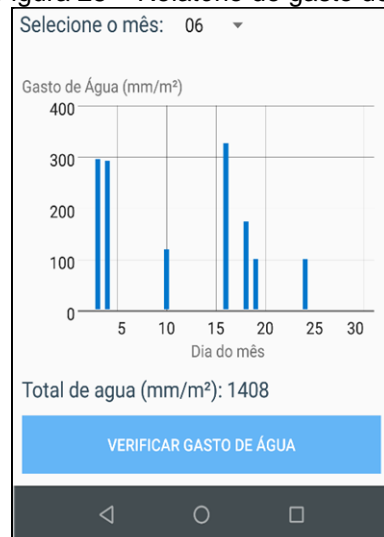 Selecione o mês: 06
Gasto de Água (mm/m²)
400
300
200
100
0
5 10 15 20 25 30
Dia do mês
Total de agua (mm/m²): 1408
VERIFICAR GASTO DE ÁGUA